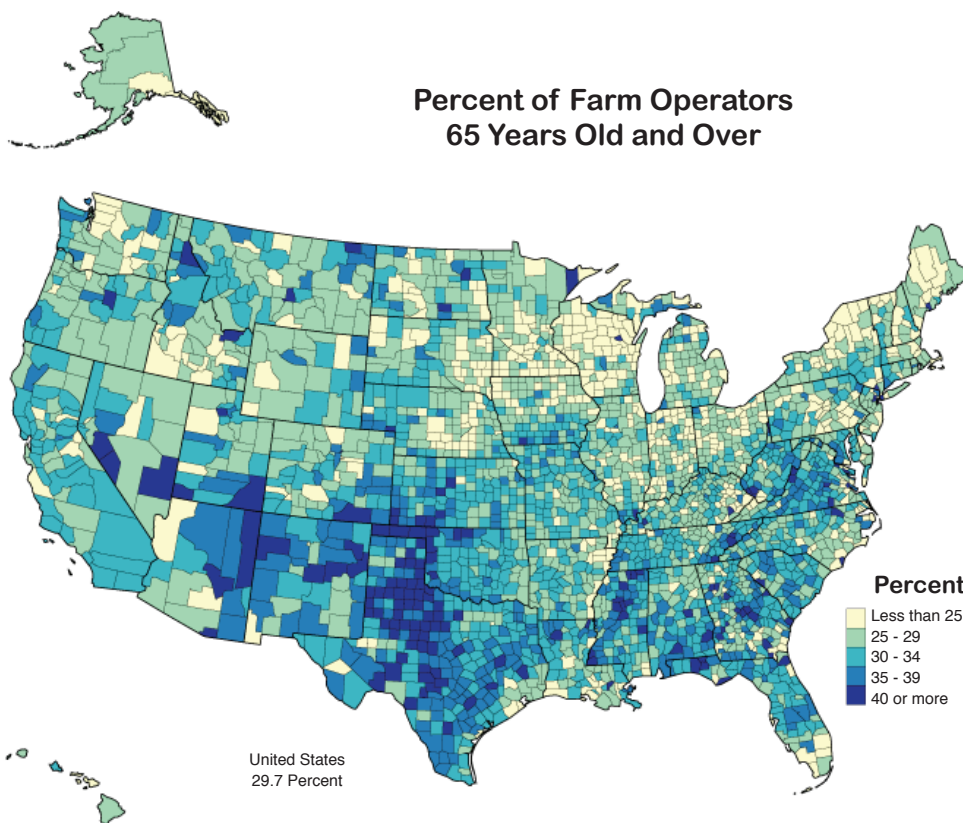 Percent of Farm Operators
65 Years Old and Over
Percent
Less than 25
25 - 29
30 - 34
35 - 39
40 or more
United States
29.7 Percent